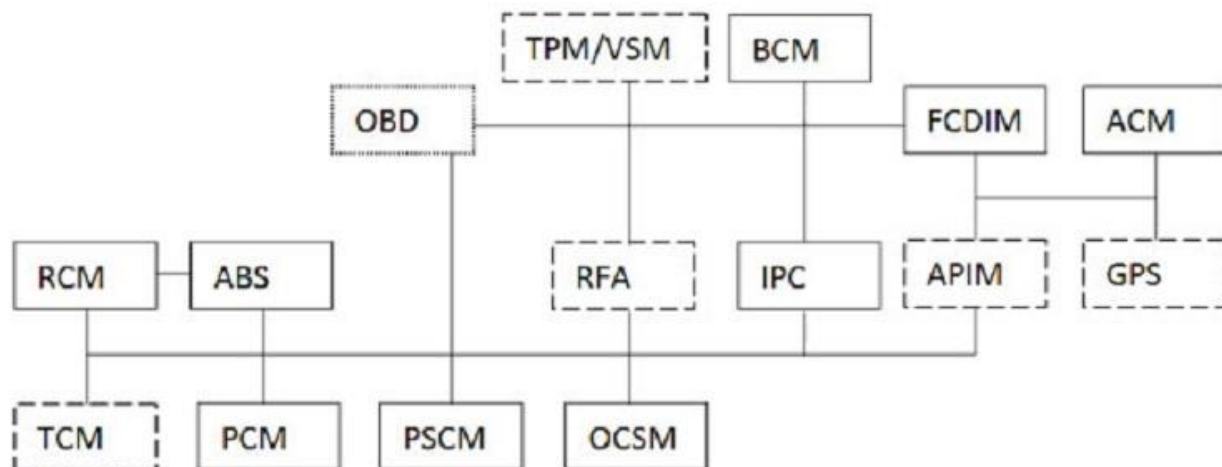 TPM/VSM
BCM
OBD
FCDIM
ACM
RCM
ABS
RFA
IPC
APIM
GPS
TCM
PCM
PSCM
OCSM